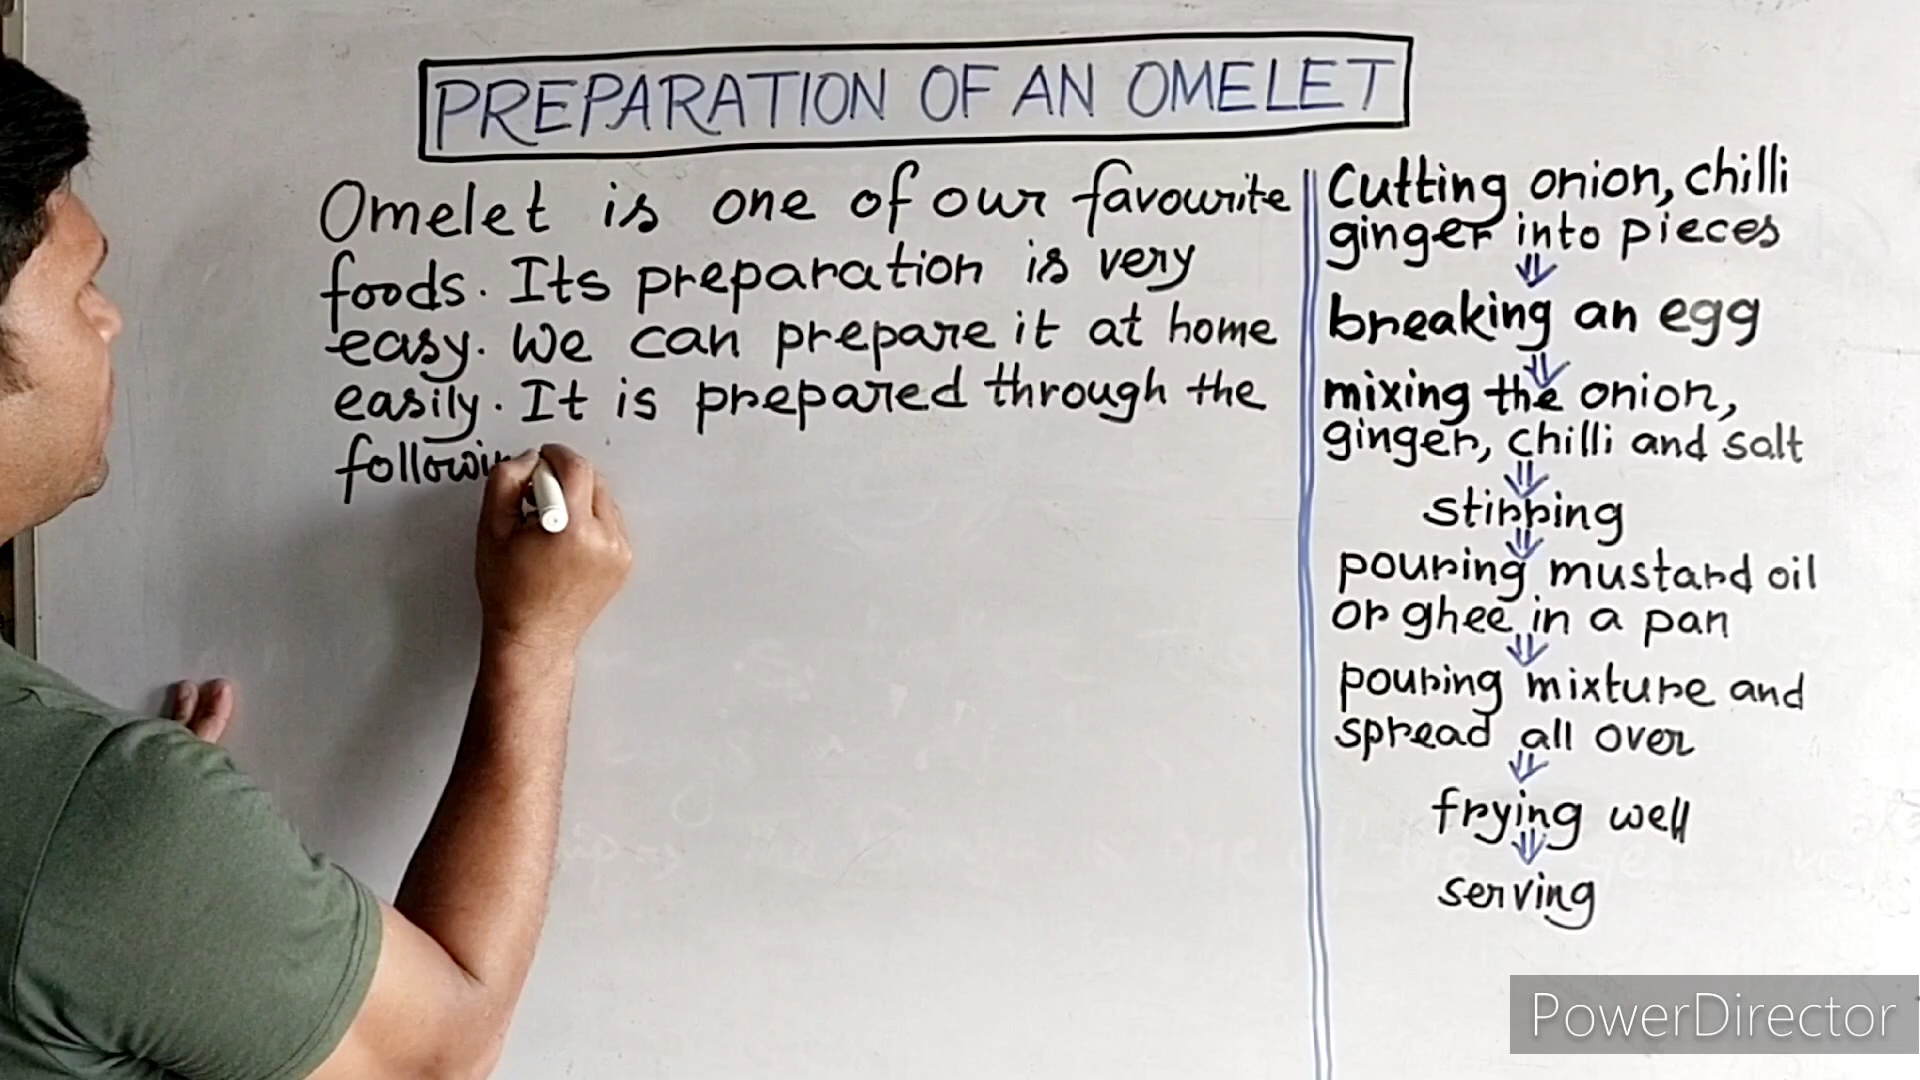 PREPARATION OF AN OMELET
Omelet is one of our favourite
foods. Its preparation is very
easy. We can prepare it at home
easily. It is prepared through the
Cutting onion, chilli
ginger into pieces
⇓
breaking an egg
⇓
mixing the onion,
ginger, chilli and salt
⇓
stirring
⇓
pouring mustard oil
or ghee in a pan
⇓
pouring mixture and
spread all over
⇓
frying well
⇓
serving
PowerDirector